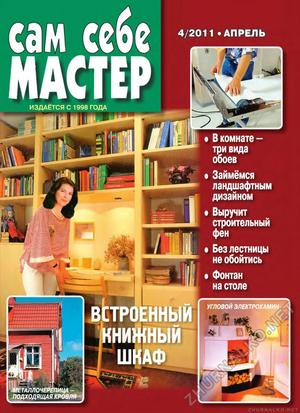 сам себе
МАСТЕР
ИЗДАЁТСЯ С 1998 ГОДА
4/2011 • АПРЕЛЬ
• В комнате —
три вида
обоев
• Займёмся
ландшафтным
дизайном
• Выручит
строительный
фен
• Без лестницы
не обойтись
• Фонтан
на столе
ВСТРОЕННЫЙ
КНИЖНЫЙ
ШКАФ
УГЛОВОЙ ЭЛЕКТРОКАМИН
МЕТАЛЛОЧЕРЕПИЦА —
ПОДХОДЯЩАЯ КРОВЛЯ
ZHURNALKO.NET